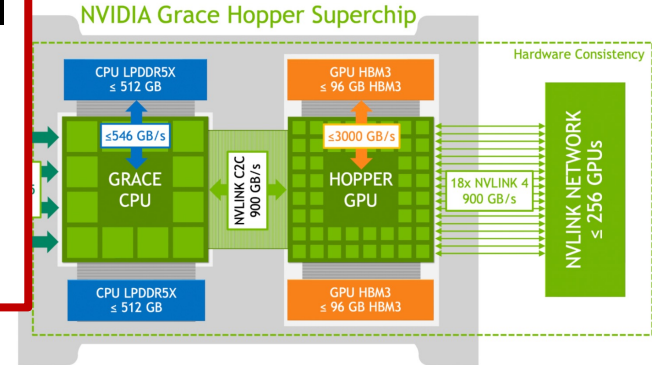 NVIDIA Grace Hopper Superchip
Hardware Consistency
CPU LPDDR5X
≤ 512 GB
GPU HBM3
≤ 96 GB HBM3
≤546 GB/s
≤3000 GB/s
GRACE
CPU
NVLINK C2C
900 GB/s
HOPPER
GPU
18x NVLINK 4
900 GB/s
NVLINK NETWORK
≤ 256 GPUs
CPU LPDDR5X
≤ 512 GB
GPU HBM3
≤ 96 GB HBM3